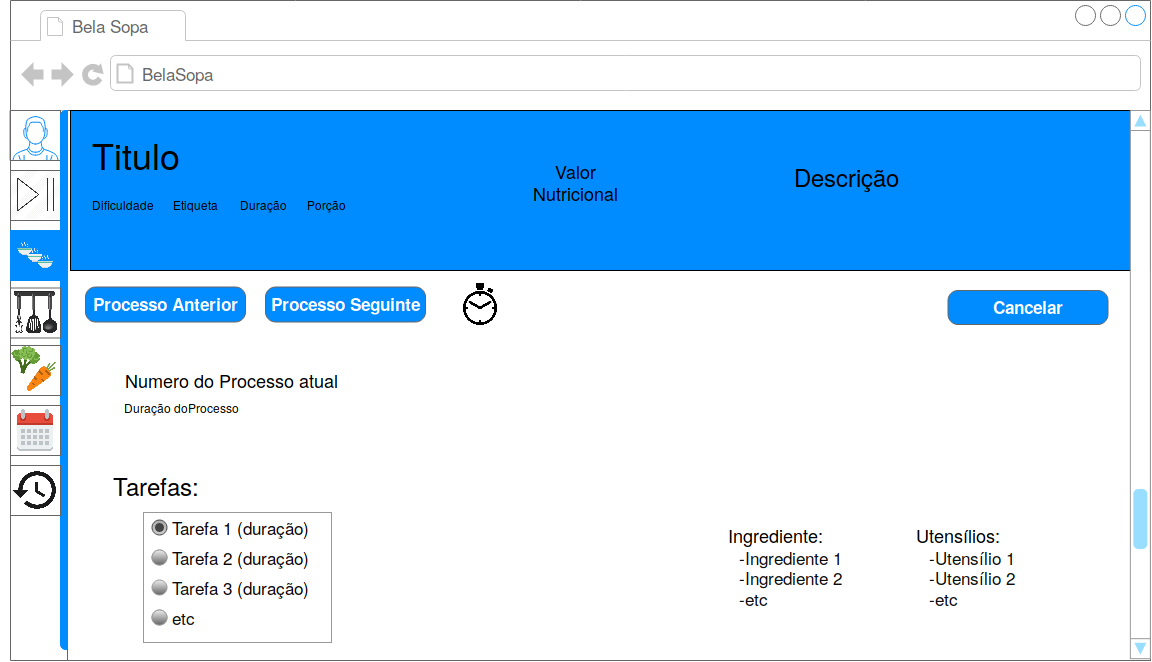 Bela Sopa
BelaSopa
Titulo
Dificuldade Etiqueta Duração Porção
Valor
Nutricional
Descrição
Processo Anterior
Processo Seguinte
Cancelar
Numero do Processo atual
Duração doProcesso
Tarefas:
Tarefa 1 (duração)
Tarefa 2 (duração)
Tarefa 3 (duração)
etc
Ingrediente:
-Ingrediente 1
-Ingrediente 2
-etc
Utensílios:
-Utensílio 1
-Utensílio 2
-etc